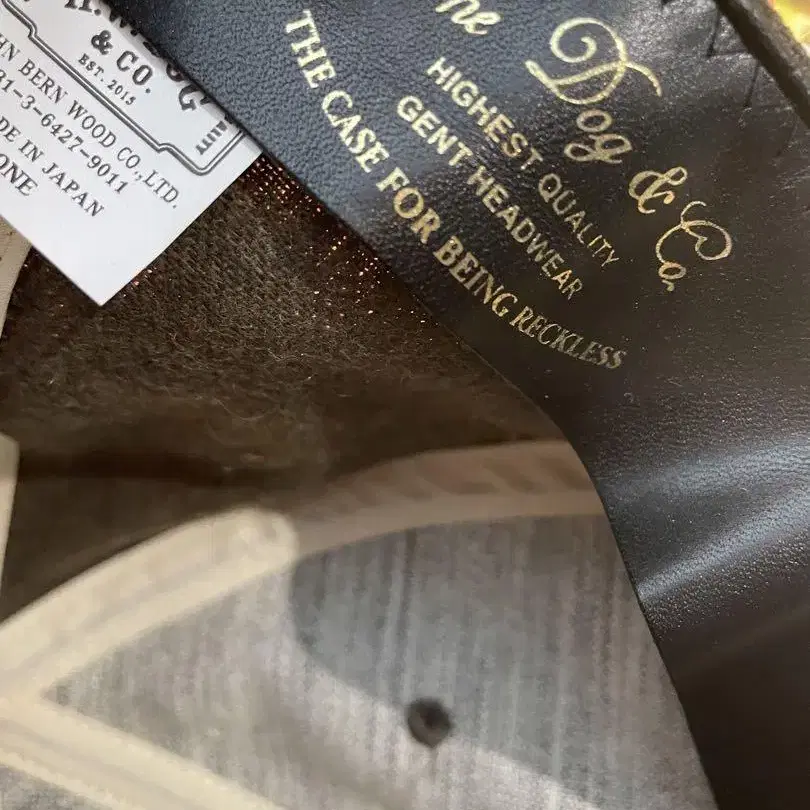 & CO.
EST. 2015
HN BERN WOOD CO., LTD.
81-3-6427-9011
DE IN JAPAN
ONE
Dog & Co.
HIGHEST QUALITY
GENT HEADWEAR
THE CASE FOR BEING RECKLESS